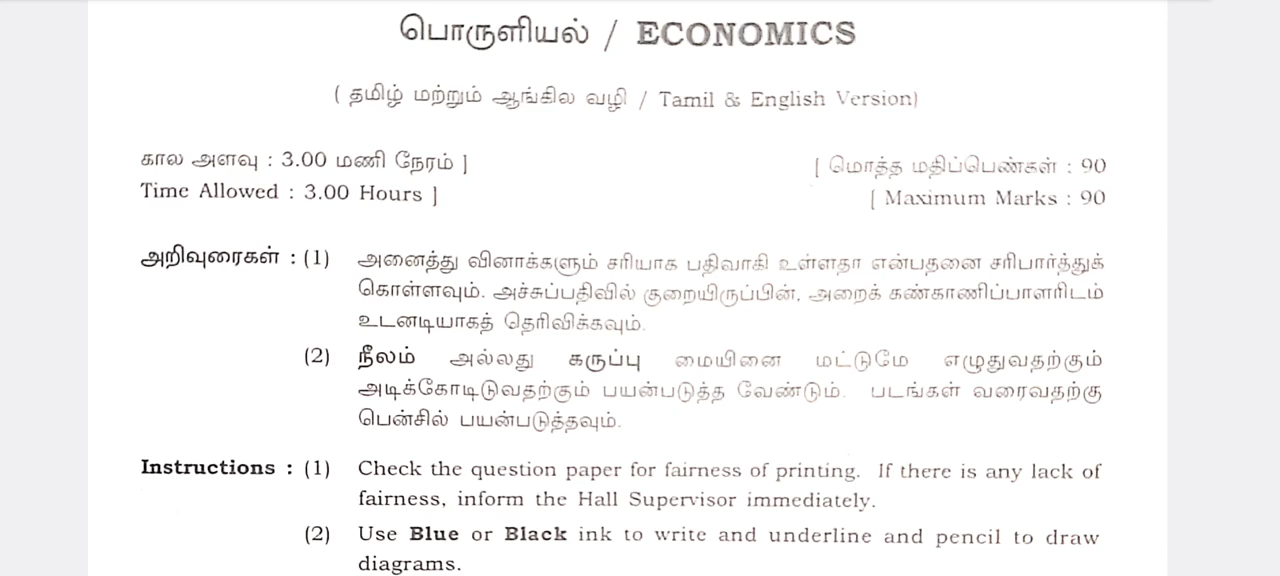 பொருளியல் / ECONOMICS
( தமிழ் மற்றும் ஆங்கில வழி / Tamil & English Version)
கால அளவு : 3.00 மணி நேரம் ] [ மொத்த மதிப்பெண்கள் : 90
Time Allowed : 3.00 Hours ] [ Maximum Marks : 90
அறிவுரைகள் : (1) அனைத்து வினாக்களும் சரியாக பதிவாகி உள்ளதா என்பதனை சரிபார்த்துக்
கொள்ளவும். அச்சுப்பதிவில் குறையிருப்பின், அறைக் கண்காணிப்பாளரிடம்
உடனடியாகத் தெரிவிக்கவும்.
(2) நீலம் அல்லது கருப்பு மையினை மட்டுமே எழுதுவதற்கும்
அடிக்கோடிடுவதற்கும் பயன்படுத்த வேண்டும். படங்கள் வரைவதற்கு
பென்சில் பயன்படுத்தவும்.
Instructions : (1) Check the question paper for fairness of printing. If there is any lack of
fairness, inform the Hall Supervisor immediately.
(2) Use Blue or Black ink to write and underline and pencil to draw
diagrams.